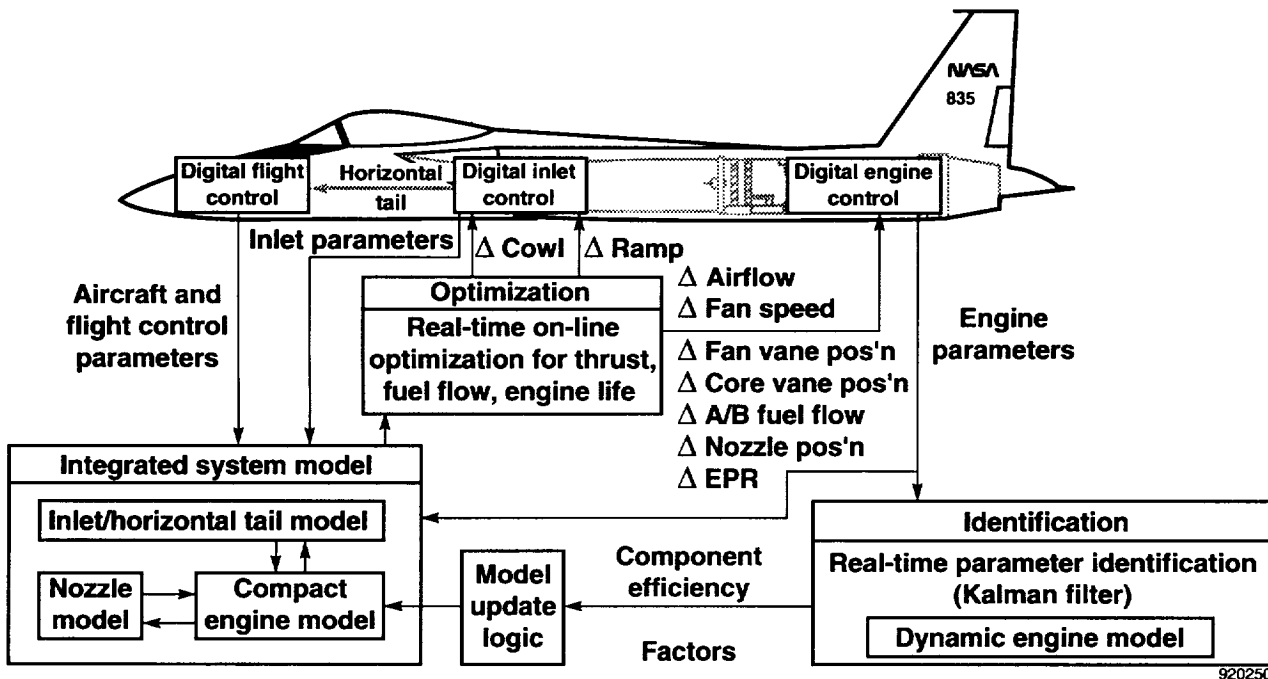 NASA
835
Digital flight
control
Horizontal
tail
Digital inlet
control
Digital engine
control
Inlet parameters
Δ Cowl
Δ Ramp
Aircraft and
flight control
parameters
Optimization
Real-time on-line
optimization for thrust,
fuel flow, engine life
Δ Airflow
Δ Fan speed
Δ Fan vane pos'n
Δ Core vane pos'n
Δ A/B fuel flow
Δ Nozzle pos'n
Δ EPR
Engine
parameters
Integrated system model
Inlet/horizontal tail model
Nozzle
model
Compact
engine model
Model
update
logic
Component
efficiency
Factors
Identification
Real-time parameter identification
(Kalman filter)
Dynamic engine model
920250